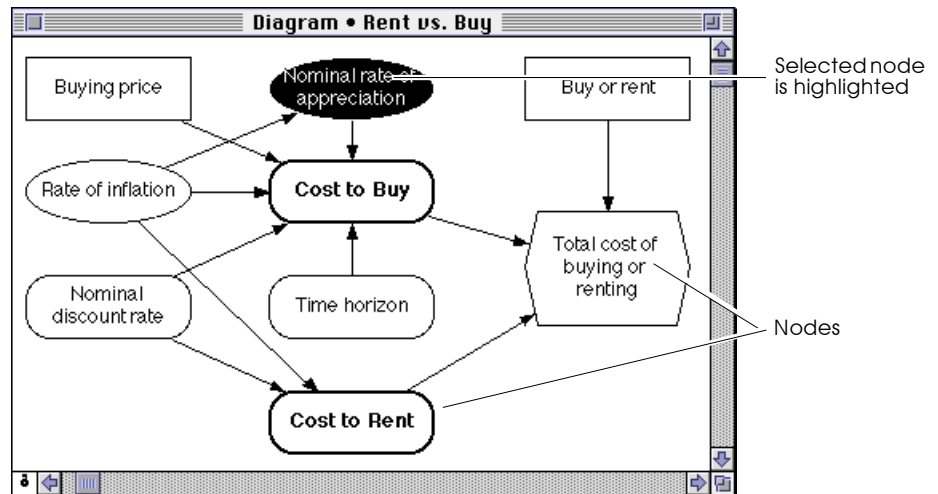 Diagram • Rent vs. Buy
Buying price
Nominal rate of
appreciation
Buy or rent
Selected node
is highlighted
Rate of inflation
Cost to Buy
Total cost of
buying or
renting
Nominal
discount rate
Time horizon
Nodes
Cost to Rent